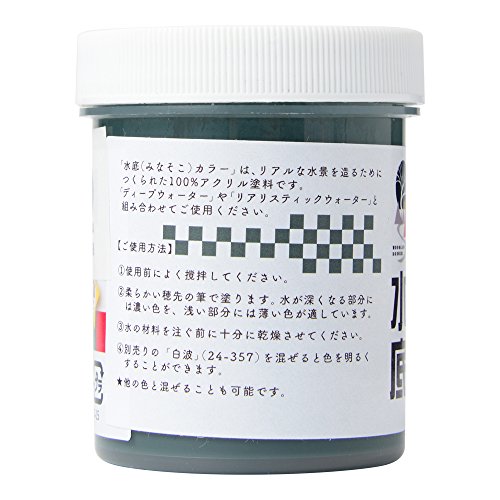 「水底(みなそこ)カラー」は、リアルな水景を造るために
つくられた100%アクリル塗料です。
「ディープウォーター」や「リアリスティックウォーター」と
組み合わせてご使用ください。
【ご使用方法】
①使用前によく撹拌してください。
②柔らかい穂先の筆で塗ります。水が深くなる部分に
は濃い色を、浅い部分には薄い色が適しています。
③水の材料を注ぐ前に十分に乾燥させてください。
④別売りの「白波」(24-357)を混ぜると色を明るく
することができます。
★他の色と混ぜることも可能です。
水
底
プラ